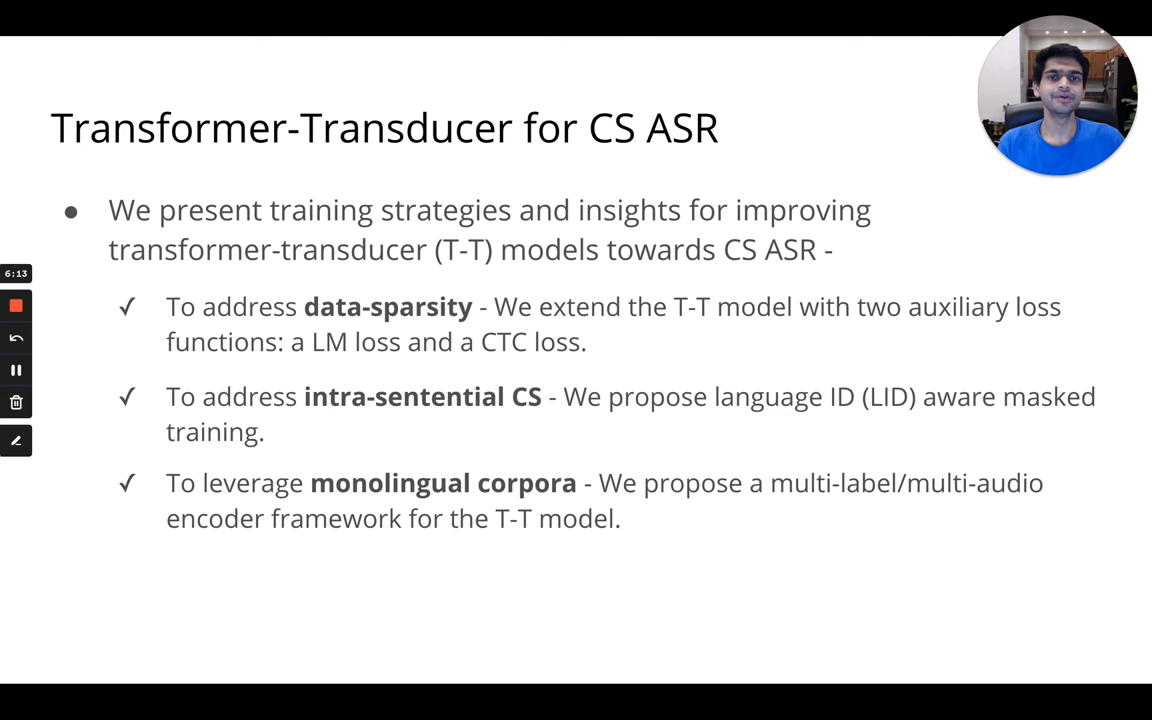 Transformer-Transducer for CS ASR
● We present training strategies and insights for improving
transformer-transducer (T-T) models towards CS ASR -
✓ To address data-sparsity - We extend the T-T model with two auxiliary loss
functions: a LM loss and a CTC loss.
✓ To address intra-sentential CS - We propose language ID (LID) aware masked
training.
✓ To leverage monolingual corpora - We propose a multi-label/multi-audio
encoder framework for the T-T model.
6:13